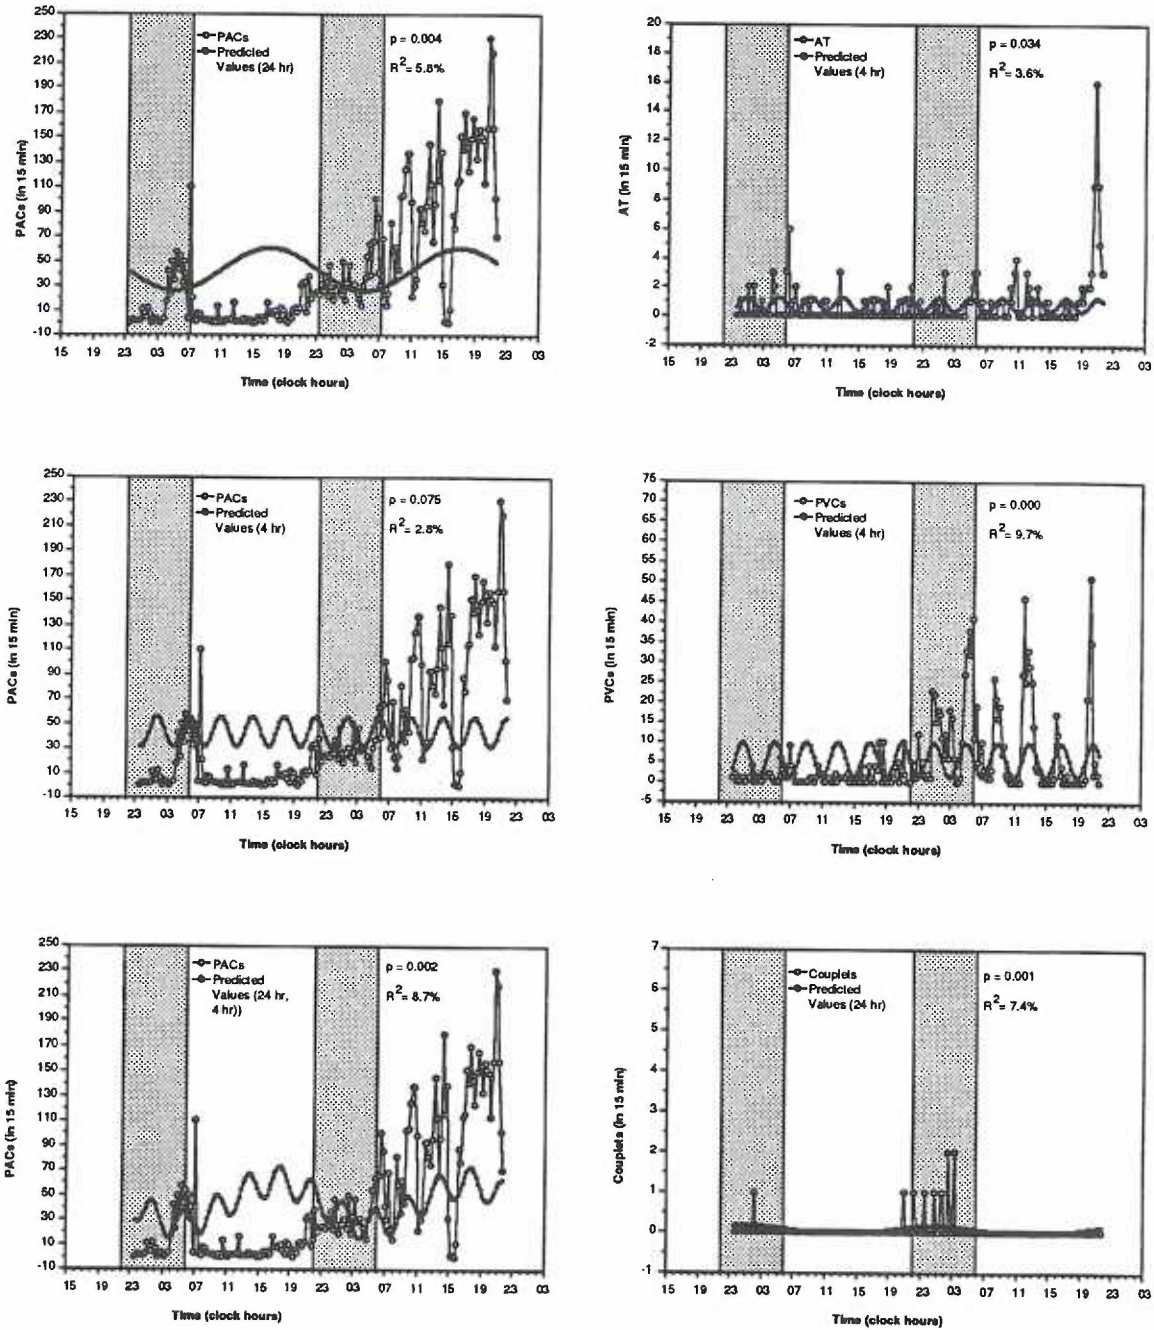 250
230
210
190
170
150
130
110
90
70
50
30
10
-10
PACs (in 15 min)
PACs
Predicted
Values (24 hr)
p = 0.004
R2= 5.8%
15 19 23 03 07 11 15 19 23 03 07 11 15 19 23 03
Time (clock hours)
20
18
16
14
12
10
8
6
4
2
0
-2
AT (in 15 min)
AT
Predicted
Values (4 hr)
p = 0.034
R2= 3.6%
15 19 23 03 07 11 15 19 23 03 07 11 15 19 23 03
Time (clock hours)
250
230
210
190
170
150
130
110
90
70
50
30
10
-10
PACs (in 15 min)
PACs
Predicted
Values (4 hr)
p = 0.075
R2= 2.8%
15 19 23 03 07 11 15 19 23 03 07 11 15 19 23 03
Time (clock hours)
75
70
65
60
55
50
45
40
35
30
25
20
15
10
5
0
-5
PVCs (in 15 min)
PVCs
Predicted
Values (4 hr)
p = 0.000
R2= 9.7%
15 19 23 03 07 11 15 19 23 03 07 11 15 19 23 03
Time (clock hours)
250
230
210
190
170
150
130
110
90
70
50
30
10
-10
PACs (in 15 min)
PACs
Predicted
Values (24 hr,
4 hr))
p = 0.002
R2= 8.7%
15 19 23 03 07 11 15 19 23 03 07 11 15 19 23 03
Time (clock hours)
7
6
5
4
3
2
1
0
-1
Couplets (in 15 min)
Couplets
Predicted
Values (24 hr)
p = 0.001
R2= 7.4%
15 19 23 03 07 11 15 19 23 03 07 11 15 19 23 03
Time (clock hours)